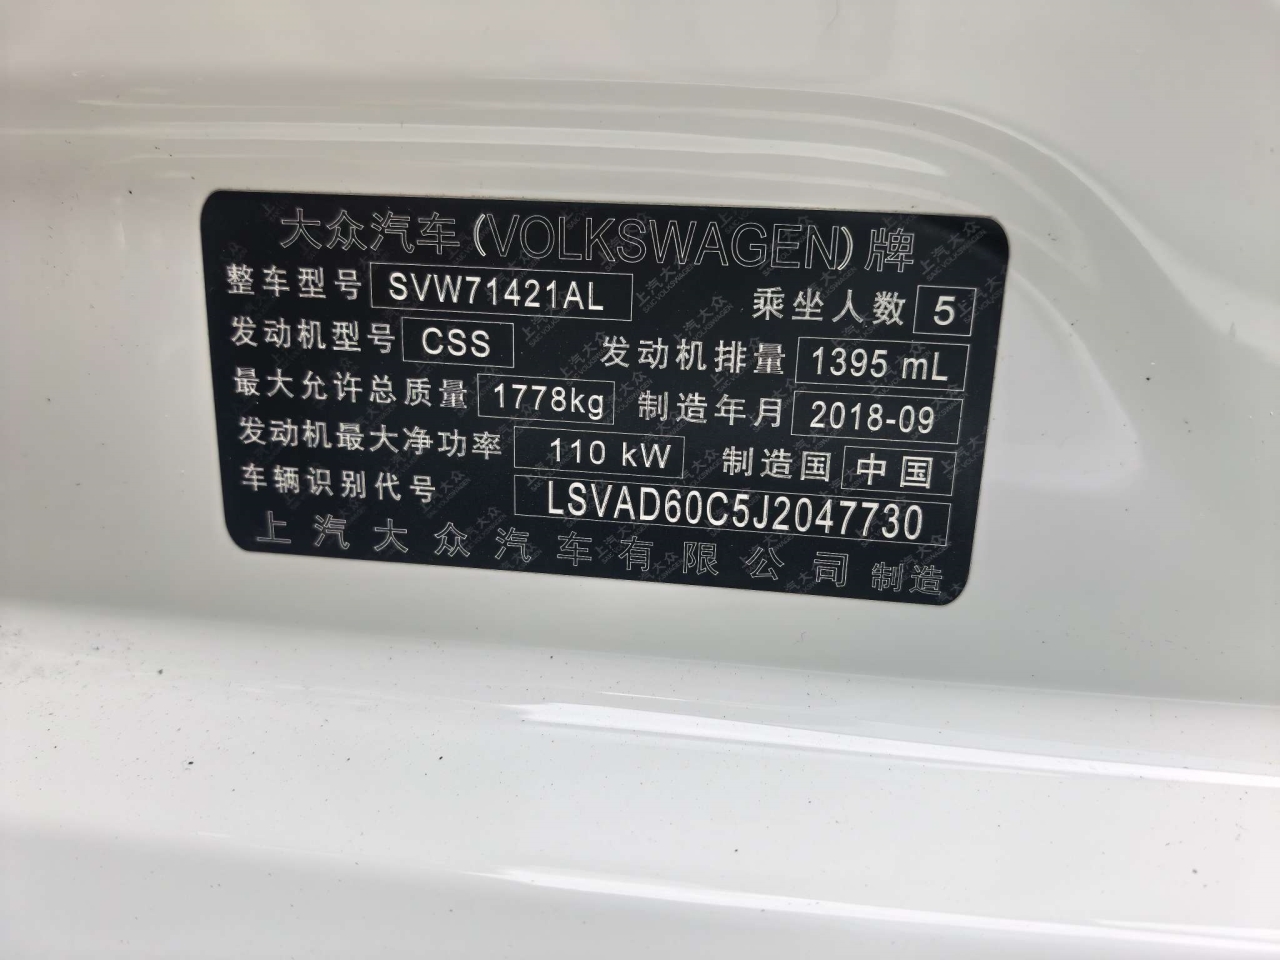 大众汽车(VOLKSWAGEN)牌
整车型号 SVW71421AL 乘坐人数 5
发动机型号 CSS 发动机排量 1395 mL
最大允许总质量 1778kg 制造年月 2018-09
发动机最大净功率 110 kW 制造国 中国
车辆识别代号 LSVAD60C5J2047730
上汽大众汽车有限公司 制造